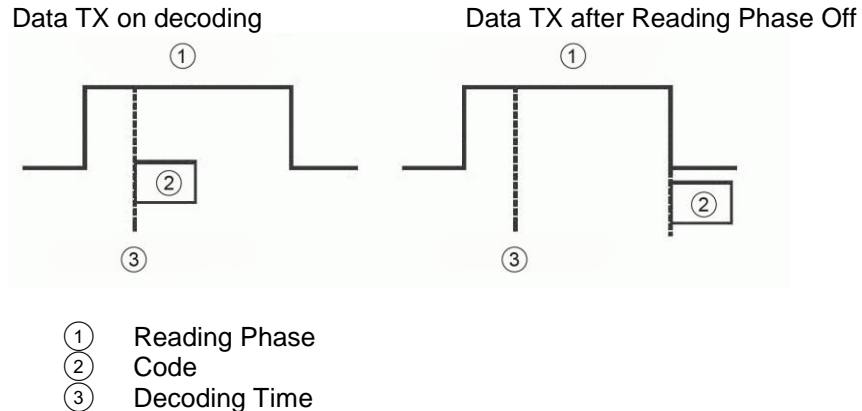 Data TX on decoding Data TX after Reading Phase Off
① ①
② ②
③ ③
① Reading Phase
② Code
③ Decoding Time